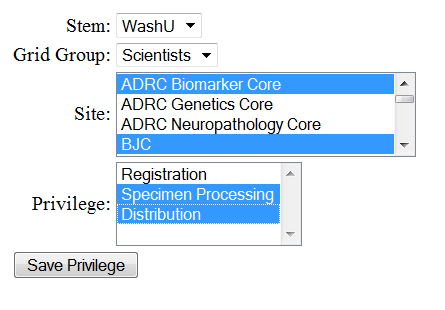 Stem: WashU
Grid Group: Scientists
Site:
ADRC Biomarker Core
ADRC Genetics Core
ADRC Neuropathology Core
BJC
Privilege:
Registration
Specimen Processing
Distribution
Save Privilege